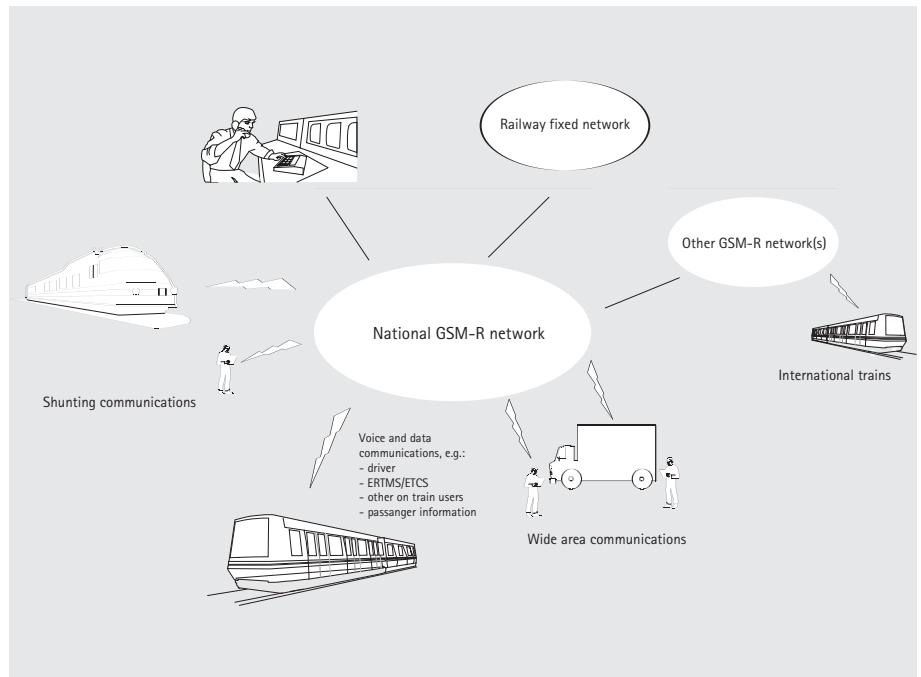 Railway fixed network
Other GSM-R network(s)
National GSM-R network
International trains
Shunting communications
Voice and data
communications, e.g.:
- driver
- ERTMS/ETCS
- other on train users
- passanger information
Wide area communications